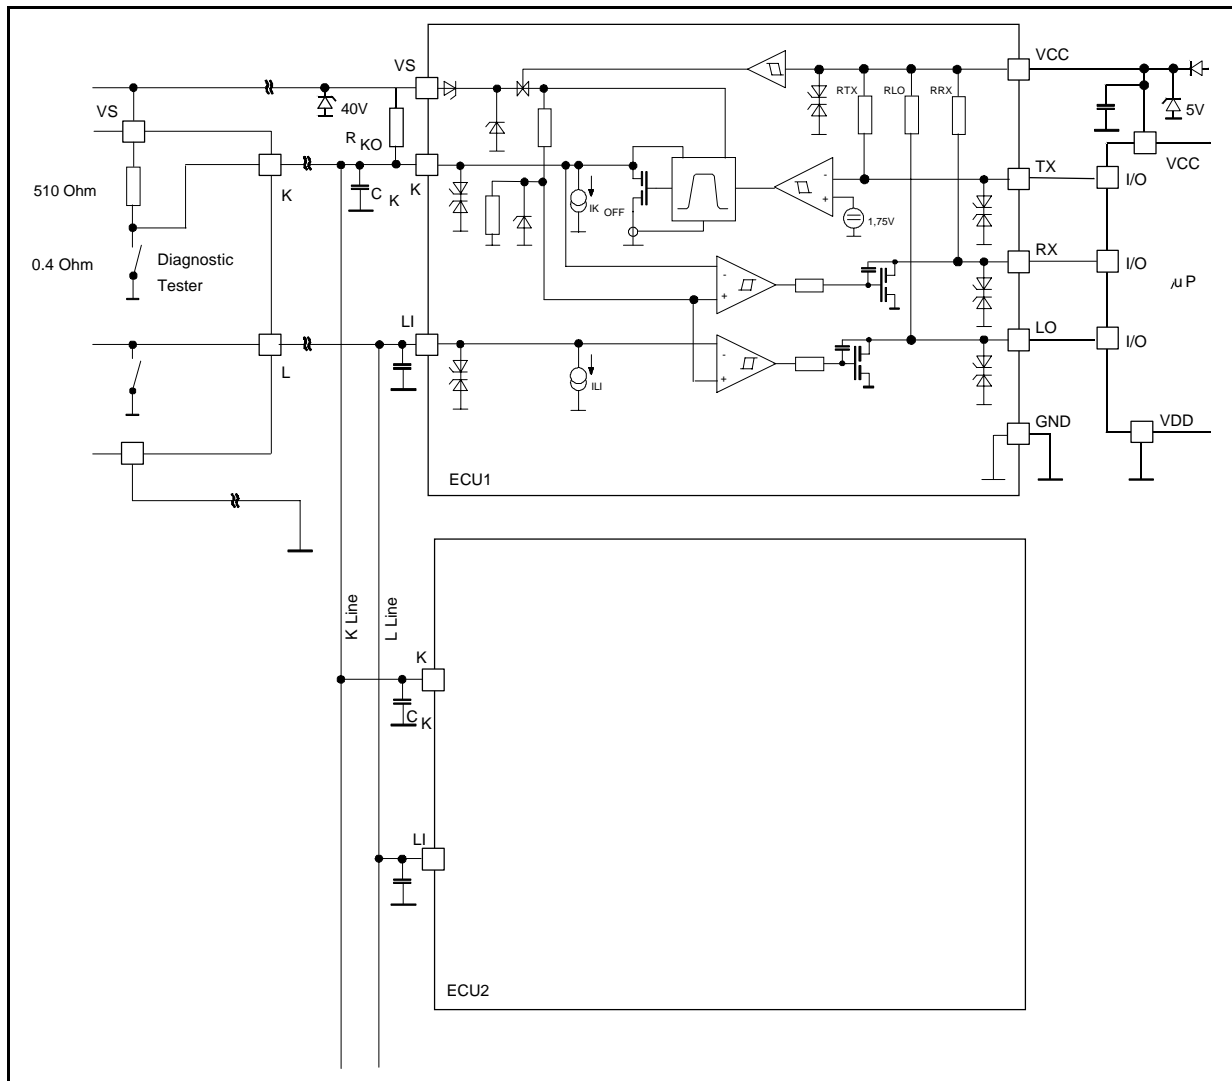 VS
VCC
VS
40V
RTX
RLO
RRX
5V
R
KO
VCC
K
K
TX
I/O
510 Ohm
C
K
IK
OFF
-
+
1,75V
0.4 Ohm
Diagnostic
Tester
RX
I/O
µP
-
+
LI
LO
I/O
L
-
+
ILI
GND
VDD
ECU1
K Line
L Line
K
C
K
LI
ECU2